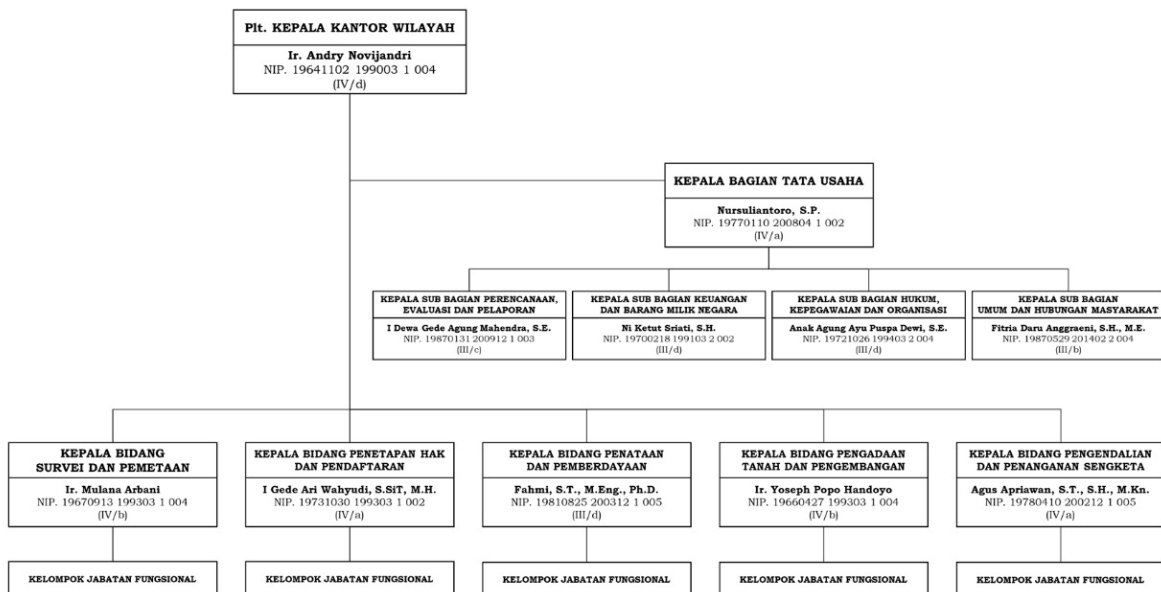 Plt. KEPALA KANTOR WILAYAH
Ir. Andry Novijandri
NIP. 19641102 199003 1 004
(IV/d)
KEPALA BAGIAN TATA USAHA
Nursuliantoro, S.P.
NIP. 19770110 200804 1 002
(IV/a)
KEPALA SUB BAGIAN PERENCANAAN,
EVALUASI DAN PELAPORAN
I Dewa Gede Agung Mahendra, S.E.
NIP. 19870131 200912 1 003
(III/c)
KEPALA SUB BAGIAN KEUANGAN
DAN BARANG MILIK NEGARA
Ni Ketut Sriati, S.H.
NIP. 19700218 199103 2 002
(III/d)
KEPALA SUB BAGIAN HUKUM,
KEPEGAWAIAN DAN ORGANISASI
Anak Agung Ayu Puspa Dewi, S.E.
NIP. 19721026 199403 2 004
(III/d)
KEPALA SUB BAGIAN
UMUM DAN HUBUNGAN MASYARAKAT
Fitria Daru Anggraeni, S.H., M.E.
NIP. 19870529 201402 2 004
(III/b)
KEPALA BIDANG
SURVEI DAN PEMETAAN
Ir. Mulana Arbani
NIP. 19670913 199303 1 004
(IV/b)
KEPALA BIDANG PENETAPAN HAK
DAN PENDAFTARAN
I Gede Ari Wahyudi, S.SiT, M.H.
NIP. 19731030 199303 1 002
(IV/a)
KEPALA BIDANG PENATAAN
DAN PEMBERDAYAAN
Fahmi, S.T., M.Eng., Ph.D.
NIP. 19810825 200312 1 005
(III/d)
KEPALA BIDANG PENGADAAN
TANAH DAN PENGEMBANGAN
Ir. Yoseph Popo Handoyo
NIP. 19660427 199303 1 004
(IV/b)
KEPALA BIDANG PENGENDALIAN
DAN PENANGANAN SENGKETA
Agus Apriawan, S.T., S.H., M.Kn.
NIP. 19780410 200212 1 005
(IV/a)
KELOMPOK JABATAN FUNGSIONAL
KELOMPOK JABATAN FUNGSIONAL
KELOMPOK JABATAN FUNGSIONAL
KELOMPOK JABATAN FUNGSIONAL
KELOMPOK JABATAN FUNGSIONAL